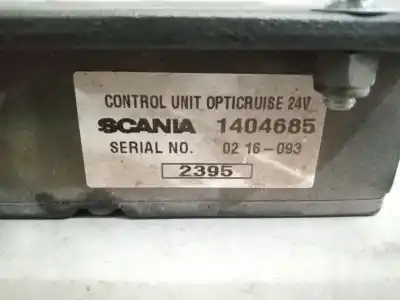 CONTROL UNIT OPTICRUISE 24V
SCANIA 1404685
SERIAL NO. 02 16-093
2395